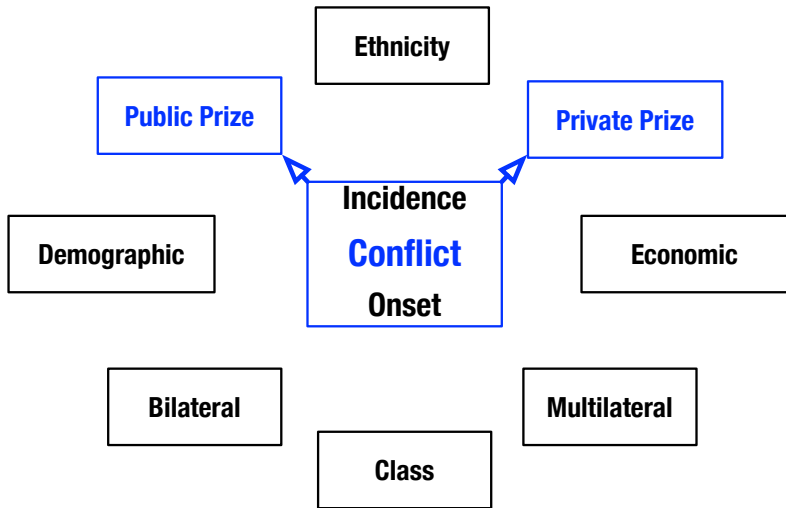 Ethnicity
Public Prize
Private Prize
Incidence
Conflict
Onset
Demographic
Economic
Bilateral
Multilateral
Class